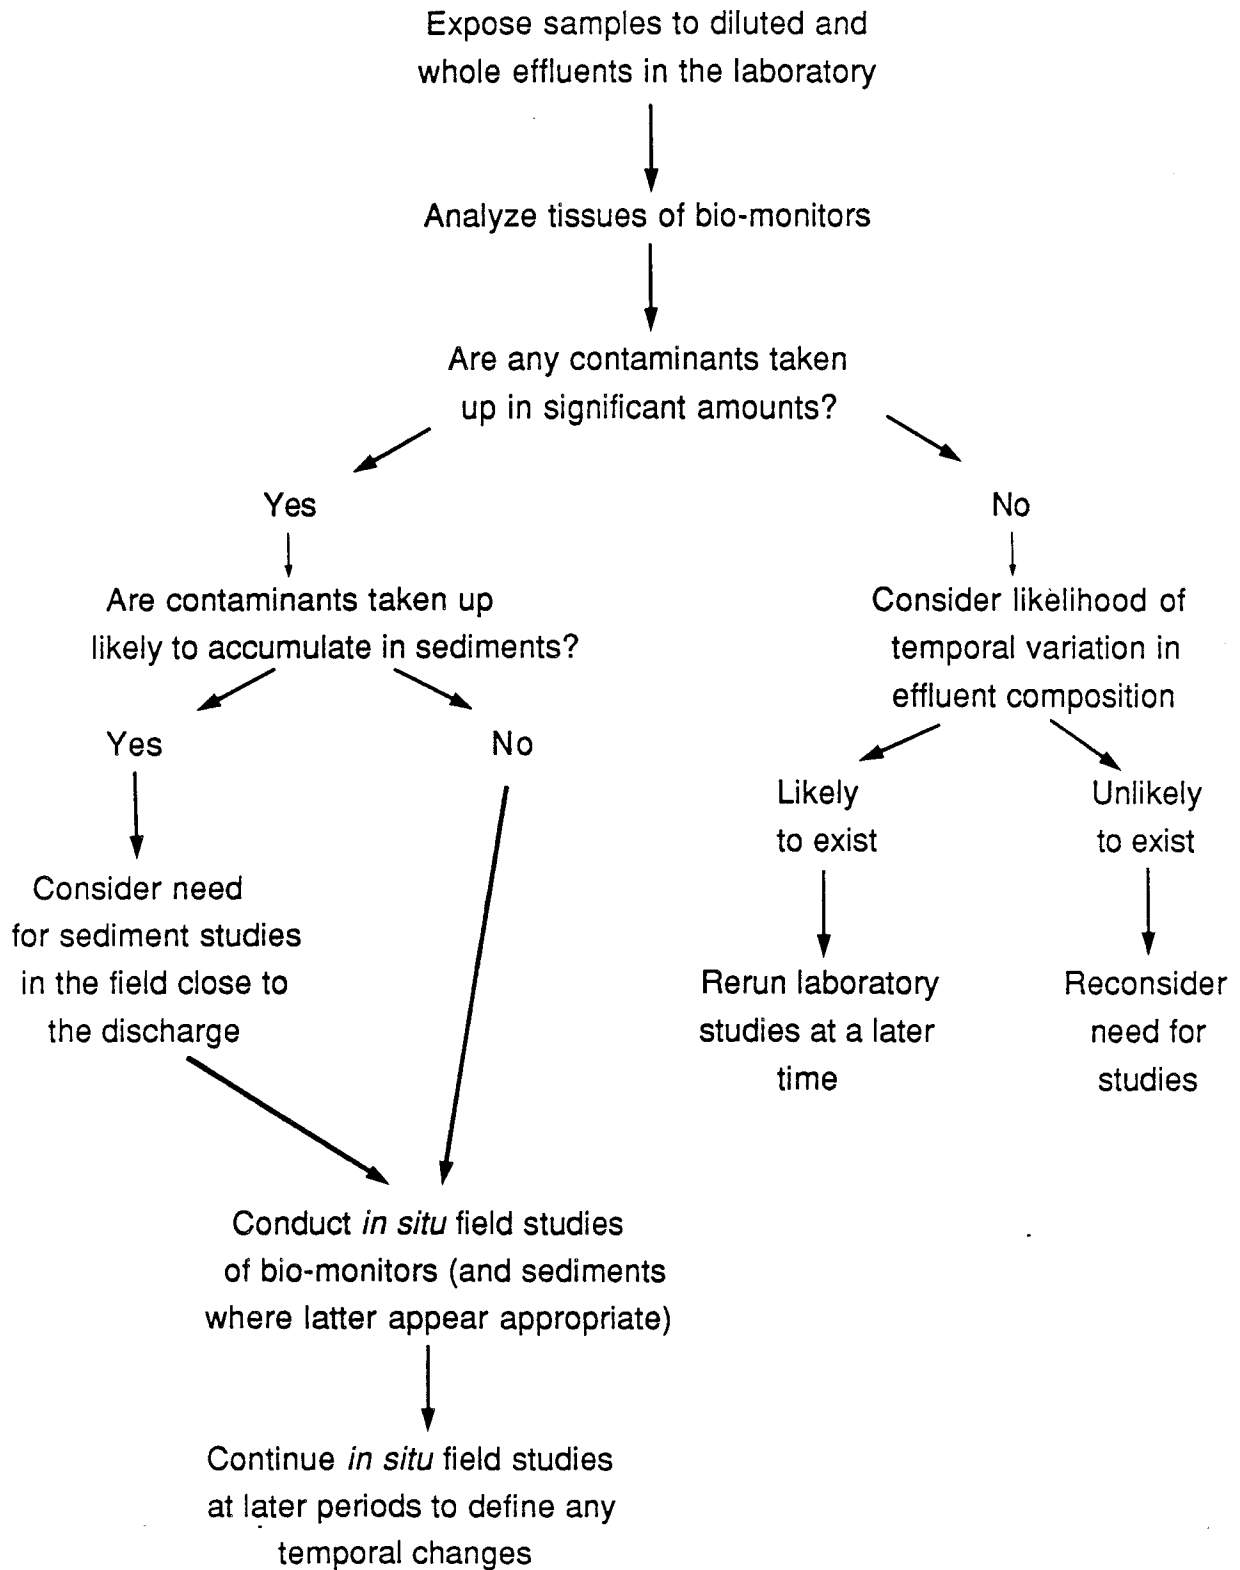 Expose samples to diluted and
whole effluents in the laboratory
Analyze tissues of bio-monitors
Are any contaminants taken
up in significant amounts?
Yes
No
Are contaminants taken up
likely to accumulate in sediments?
Consider likelihood of
temporal variation in
effluent composition
Yes
No
Likely
to exist
Unlikely
to exist
Consider need
for sediment studies
in the field close to
the discharge
Rerun laboratory
studies at a later
time
Reconsider
need for
studies
Conduct in situ field studies
of bio-monitors (and sediments
where latter appear appropriate)
Continue in situ field studies
at later periods to define any
temporal changes